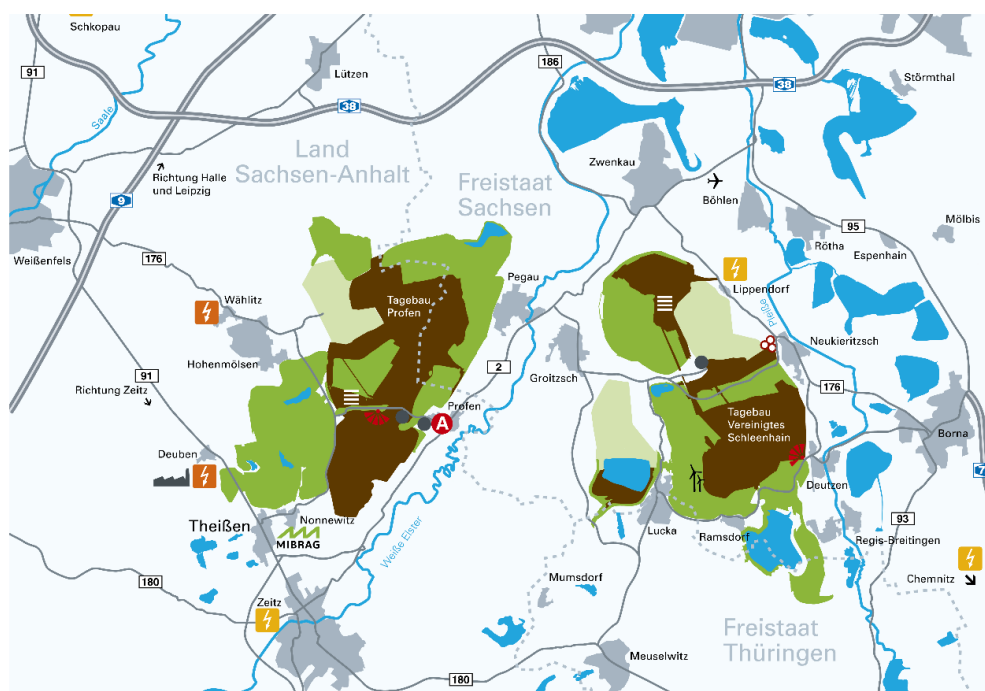 Schkopau
91
Lützen
186
38
38
Störmthal
Saale
Land
Sachsen-Anhalt
Richtung Halle
und Leipzig
9
Freistaat
Sachsen
Zwenkau
Böhlen
Mölbis
95
Rötha
Espenhain
Weißenfels
176
Wählitz
Tagebau
Profen
Pegau
Lippendorf
Pleiße
Neukieritzsch
Hohenmölsen
91
Richtung Zeitz
2
Groitzsch
176
Profen
A
Tagebau
Vereinigtes
Schleenhain
Borna
7
Deuben
Deutzen
Theißen
Nonnewitz
MIBRAG
Weiße Elster
Lucka
Ramsdorf
93
Regis-Breitingen
Chemnitz
180
Zeitz
Mumsdorf
Freistaat
Thüringen
Meuselwitz
180